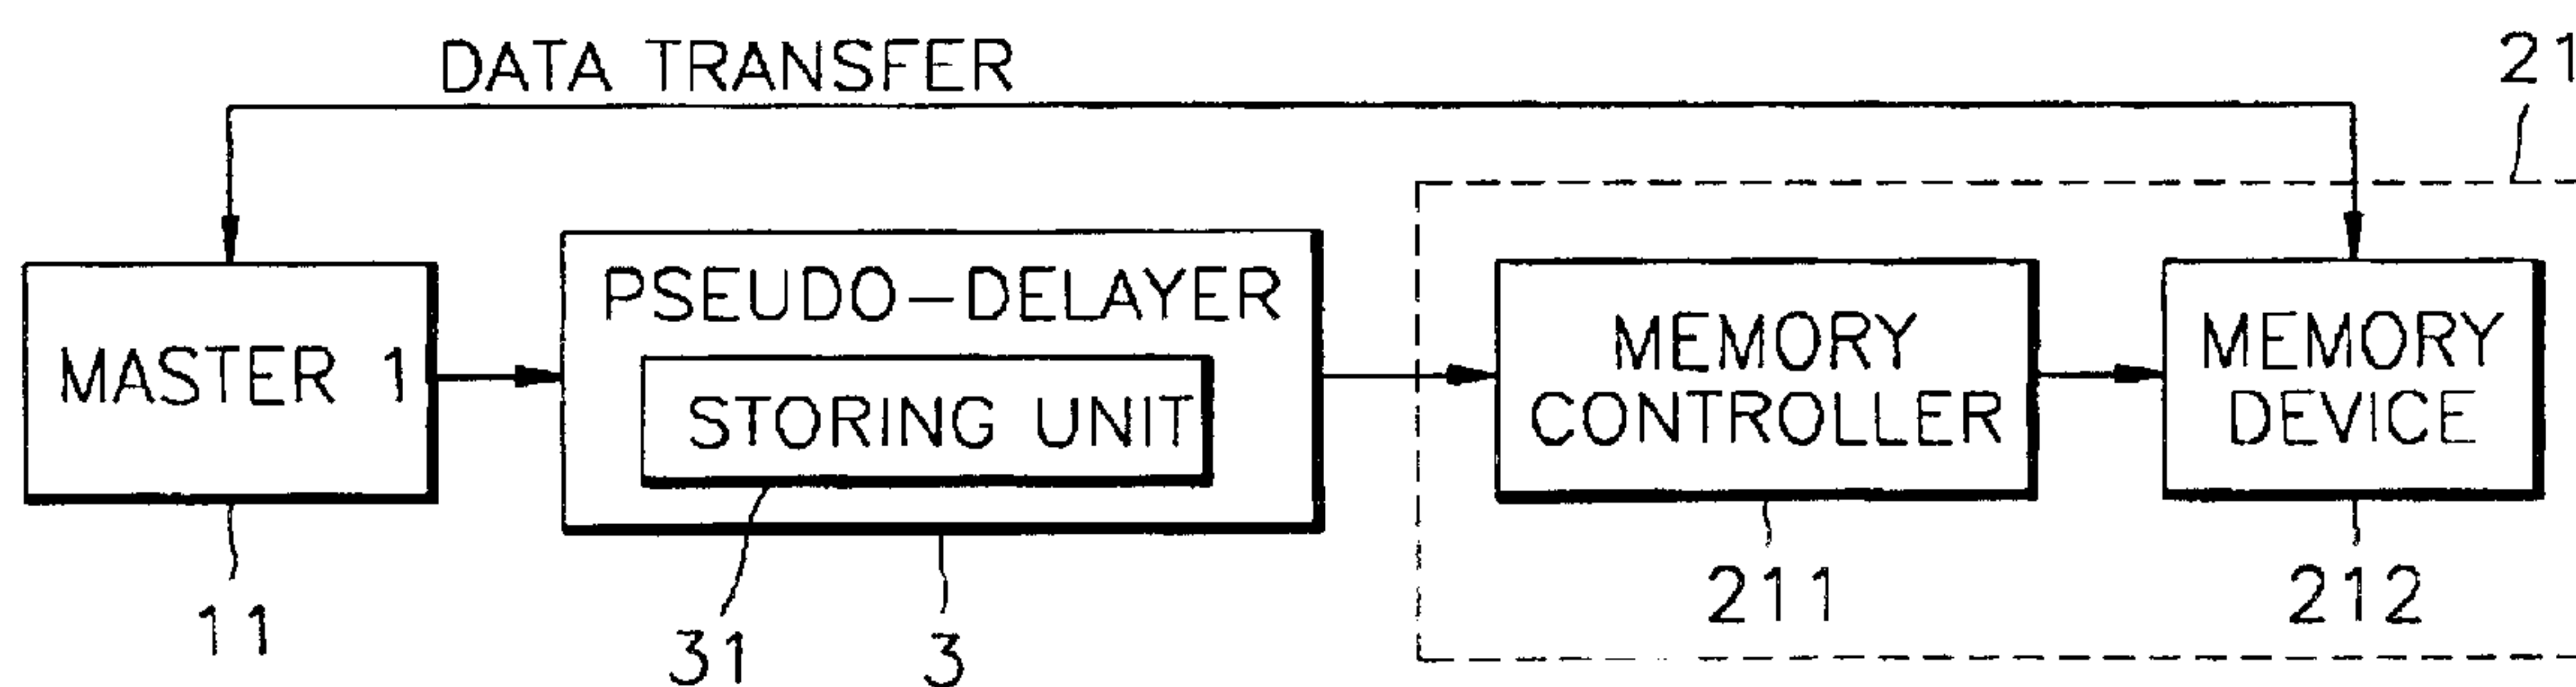 DATA TRANSFER
21
MASTER 1
PSEUDO-DELAYER
STORING UNIT
MEMORY
CONTROLLER
MEMORY
DEVICE
11
31
3
211
212